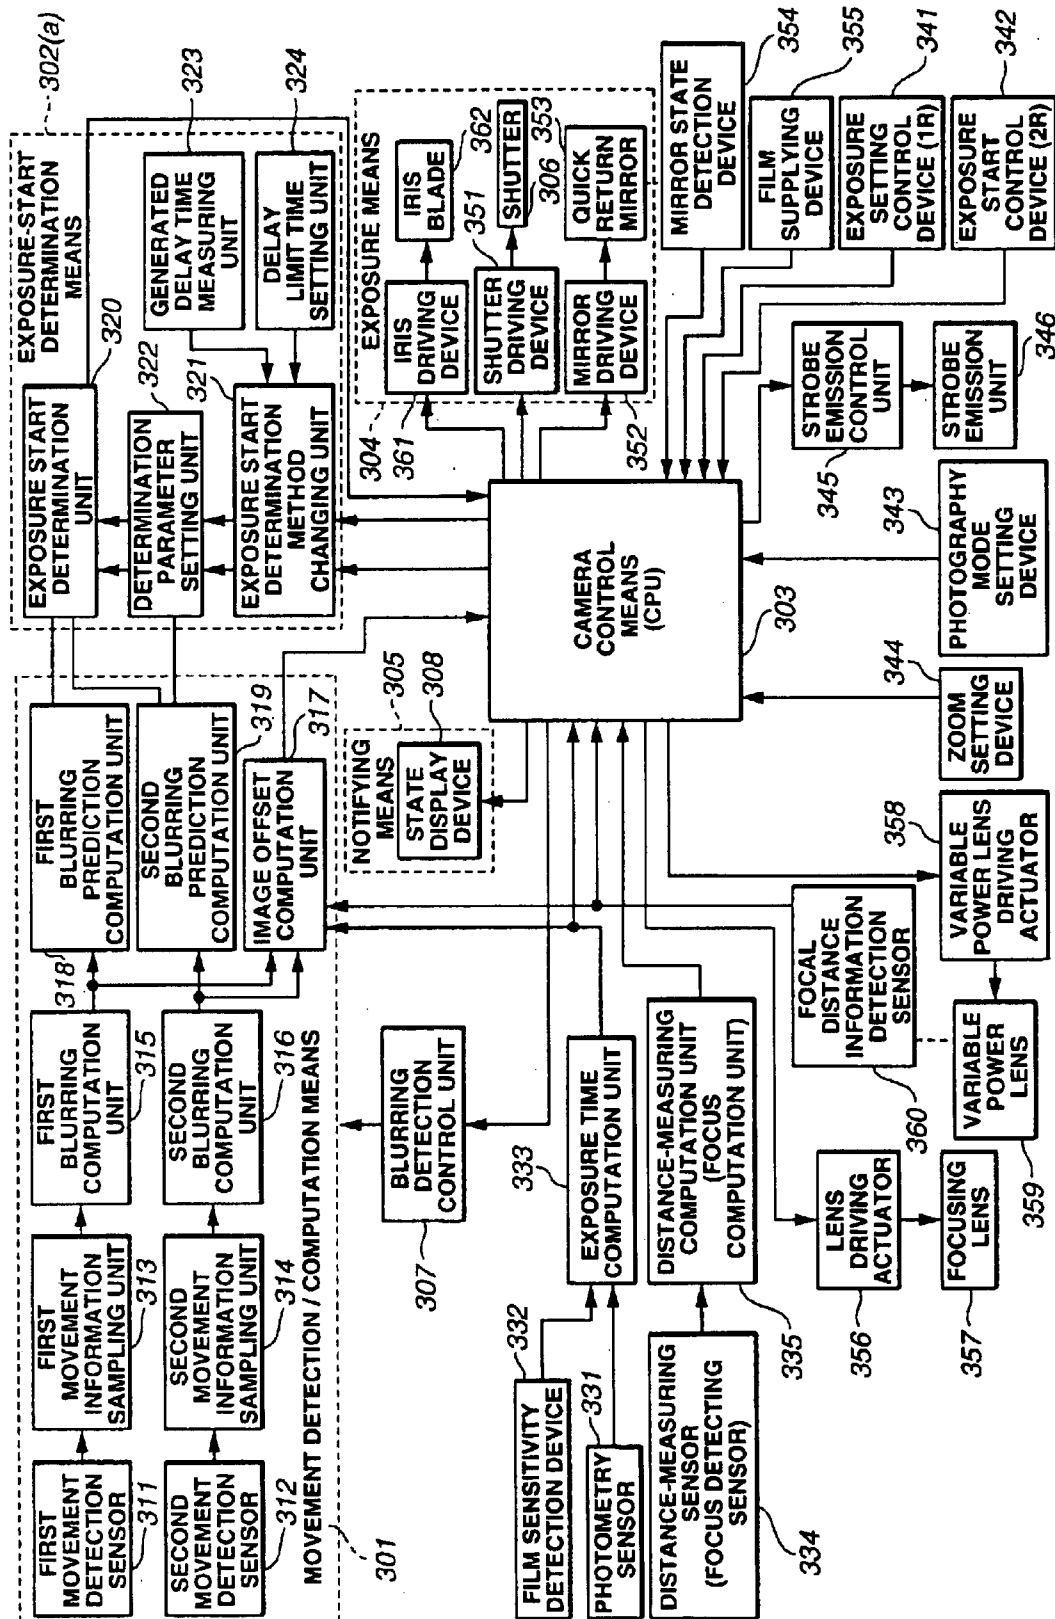 FIRST
MOVEMENT
DETECTION
SENSOR
311
FIRST
MOVEMENT
INFORMATION
SAMPLING UNIT
313
FIRST
BLURRING
COMPUTATION
UNIT
315
FIRST
BLURRING
PREDICTION
COMPUTATION UNIT
318
SECOND
MOVEMENT
DETECTION
SENSOR
312
SECOND
MOVEMENT
INFORMATION
SAMPLING UNIT
314
SECOND
BLURRING
COMPUTATION
UNIT
316
SECOND
BLURRING
PREDICTION
COMPUTATION UNIT
319
IMAGE OFFSET
COMPUTATION
UNIT
317
MOVEMENT DETECTION / COMPUTATION MEANS
301
EXPOSURE START
DETERMINATION
UNIT
320
EXPOSURE-START
DETERMINATION
MEANS
302(a)
DETERMINATION
PARAMETER
SETTING UNIT
322
EXPOSURE START
DETERMINATION
METHOD
CHANGING UNIT
321
GENERATED
DELAY TIME
MEASURING
UNIT
323
DELAY
LIMIT TIME
SETTING UNIT
324
NOTIFYING
MEANS
305
STATE
DISPLAY
DEVICE
308
BLURRING
DETECTION
CONTROL UNIT
307
EXPOSURE MEANS
304
IRIS
DRIVING
DEVICE
361
IRIS
BLADE
362
SHUTTER
DRIVING
DEVICE
351
SHUTTER
306
MIRROR
DRIVING
DEVICE
352
QUICK
RETURN
MIRROR
353
CAMERA
CONTROL
MEANS
(CPU)
303
FILM SENSITIVITY
DETECTION DEVICE
332
PHOTOMETRY
SENSOR
331
EXPOSURE TIME
COMPUTATION UNIT
333
DISTANCE-MEASURING
SENSOR
(FOCUS DETECTING
SENSOR)
334
DISTANCE-MEASURING
COMPUTATION UNIT
(FOCUS
COMPUTATION UNIT)
335
MIRROR STATE
DETECTION
DEVICE
354
FILM
SUPPLYING
DEVICE
355
EXPOSURE
SETTING
CONTROL
DEVICE (1R)
341
EXPOSURE
START
CONTROL
DEVICE (2R)
342
STROBE
EMISSION
CONTROL
UNIT
345
STROBE
EMISSION
UNIT
346
PHOTOGRAPHY
MODE
SETTING
DEVICE
343
ZOOM
SETTING
DEVICE
344
FOCAL
DISTANCE
INFORMATION
DETECTION
SENSOR
360
VARIABLE
POWER LENS
DRIVING
ACTUATOR
358
VARIABLE
POWER
LENS
359
LENS
DRIVING
ACTUATOR
356
FOCUSING
LENS
357